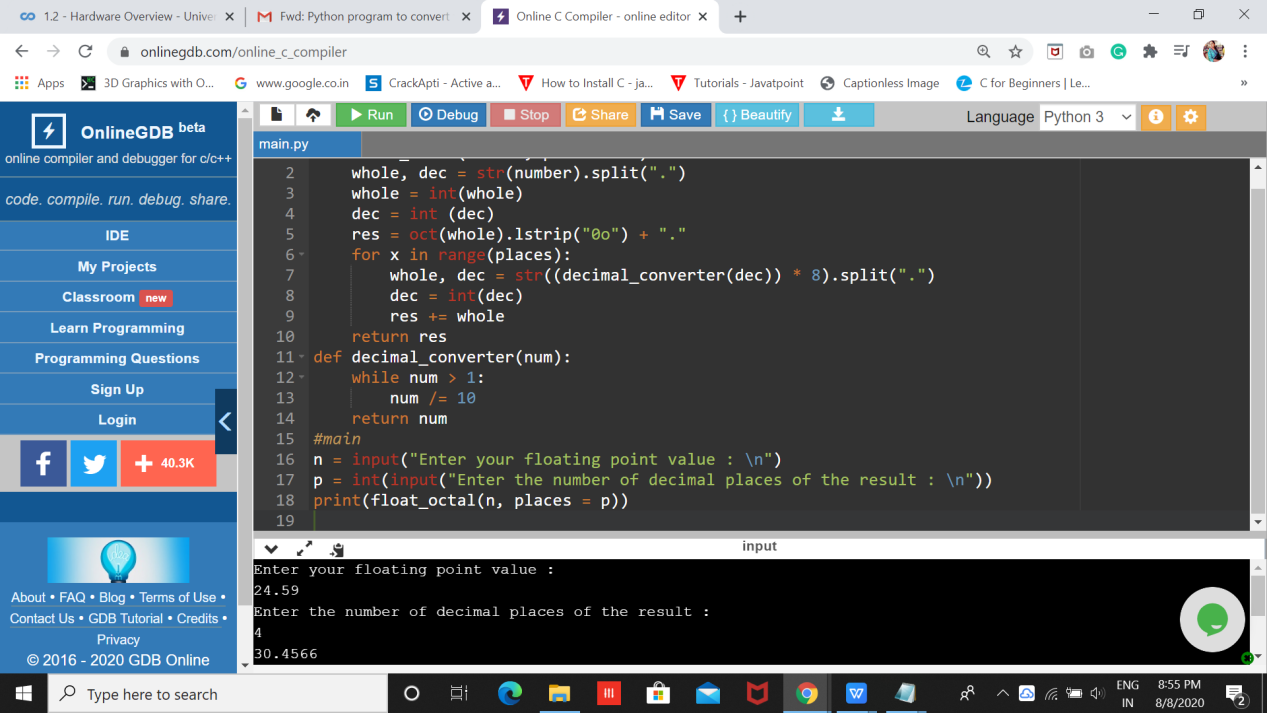 1.2 - Hardware Overview - Unive
Fwd: Python program to convert
Online C Compiler - online editor
onlinegdb.com/online_c_compiler
Apps
3D Graphics with O...
www.google.co.in
CrackApti - Active a...
How to Install C - ja...
Tutorials - Javatpoint
Captionless Image
C for Beginners | Le...
»
OnlineGDB beta
online compiler and debugger for c/c++
code. compile. run. debug. share.
IDE
My Projects
Classroom new
Learn Programming
Programming Questions
Sign Up
Login
f + 40.3K
About • FAQ • Blog • Terms of Use •
Contact Us • GDB Tutorial • Credits •
Privacy
© 2016 - 2020 GDB Online
Run Debug Stop Share Save { } Beautify
Language Python 3
main.py
2 whole, dec = str(number).split(".")
3 whole = int(whole)
4 dec = int (dec)
5 res = oct(whole).lstrip("0o") + "."
6 for x in range(places):
7 whole, dec = str((decimal_converter(dec)) * 8).split(".")
8 dec = int(dec)
9 res += whole
10 return res
11 def decimal_converter(num):
12 while num > 1:
13 num /= 10
14 return num
15 #main
16 n = input("Enter your floating point value : \n")
17 p = int(input("Enter the number of decimal places of the result : \n"))
18 print(float_octal(n, places = p))
19
input
Enter your floating point value :
24.59
Enter the number of decimal places of the result :
4
30.4566
Type here to search
ENG
IN
8:55 PM
8/8/2020
2